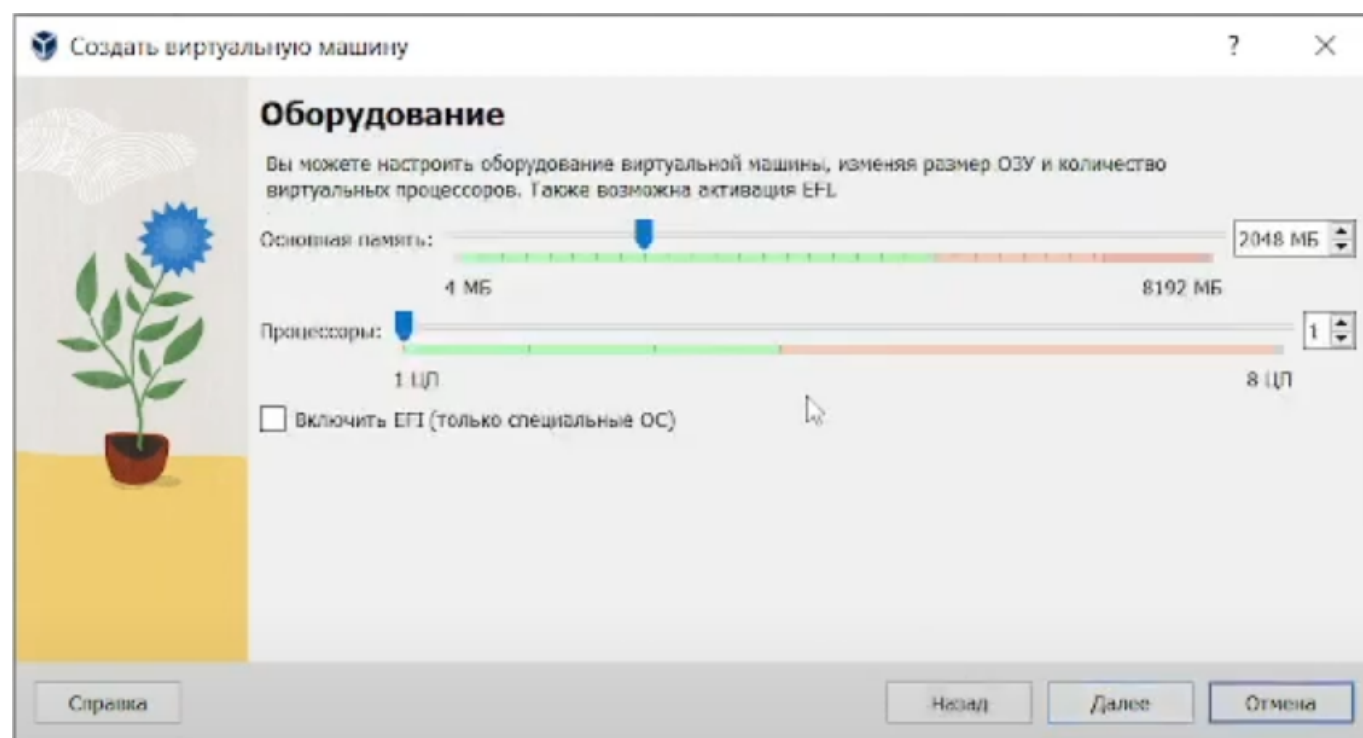 Создать виртуальную машину
Оборудование
Вы можете настроить оборудование виртуальной машины, изменяя размер ОЗУ и количество
виртуальных процессоров. Также возможна активация EFI.
Основная память:
2048 МБ
4 МБ
8192 МБ
Процессоры:
1
1 ЦП
8 ЦП
Включить EFI (только специальные ОС)
Справка
Назад
Далее
Отмена